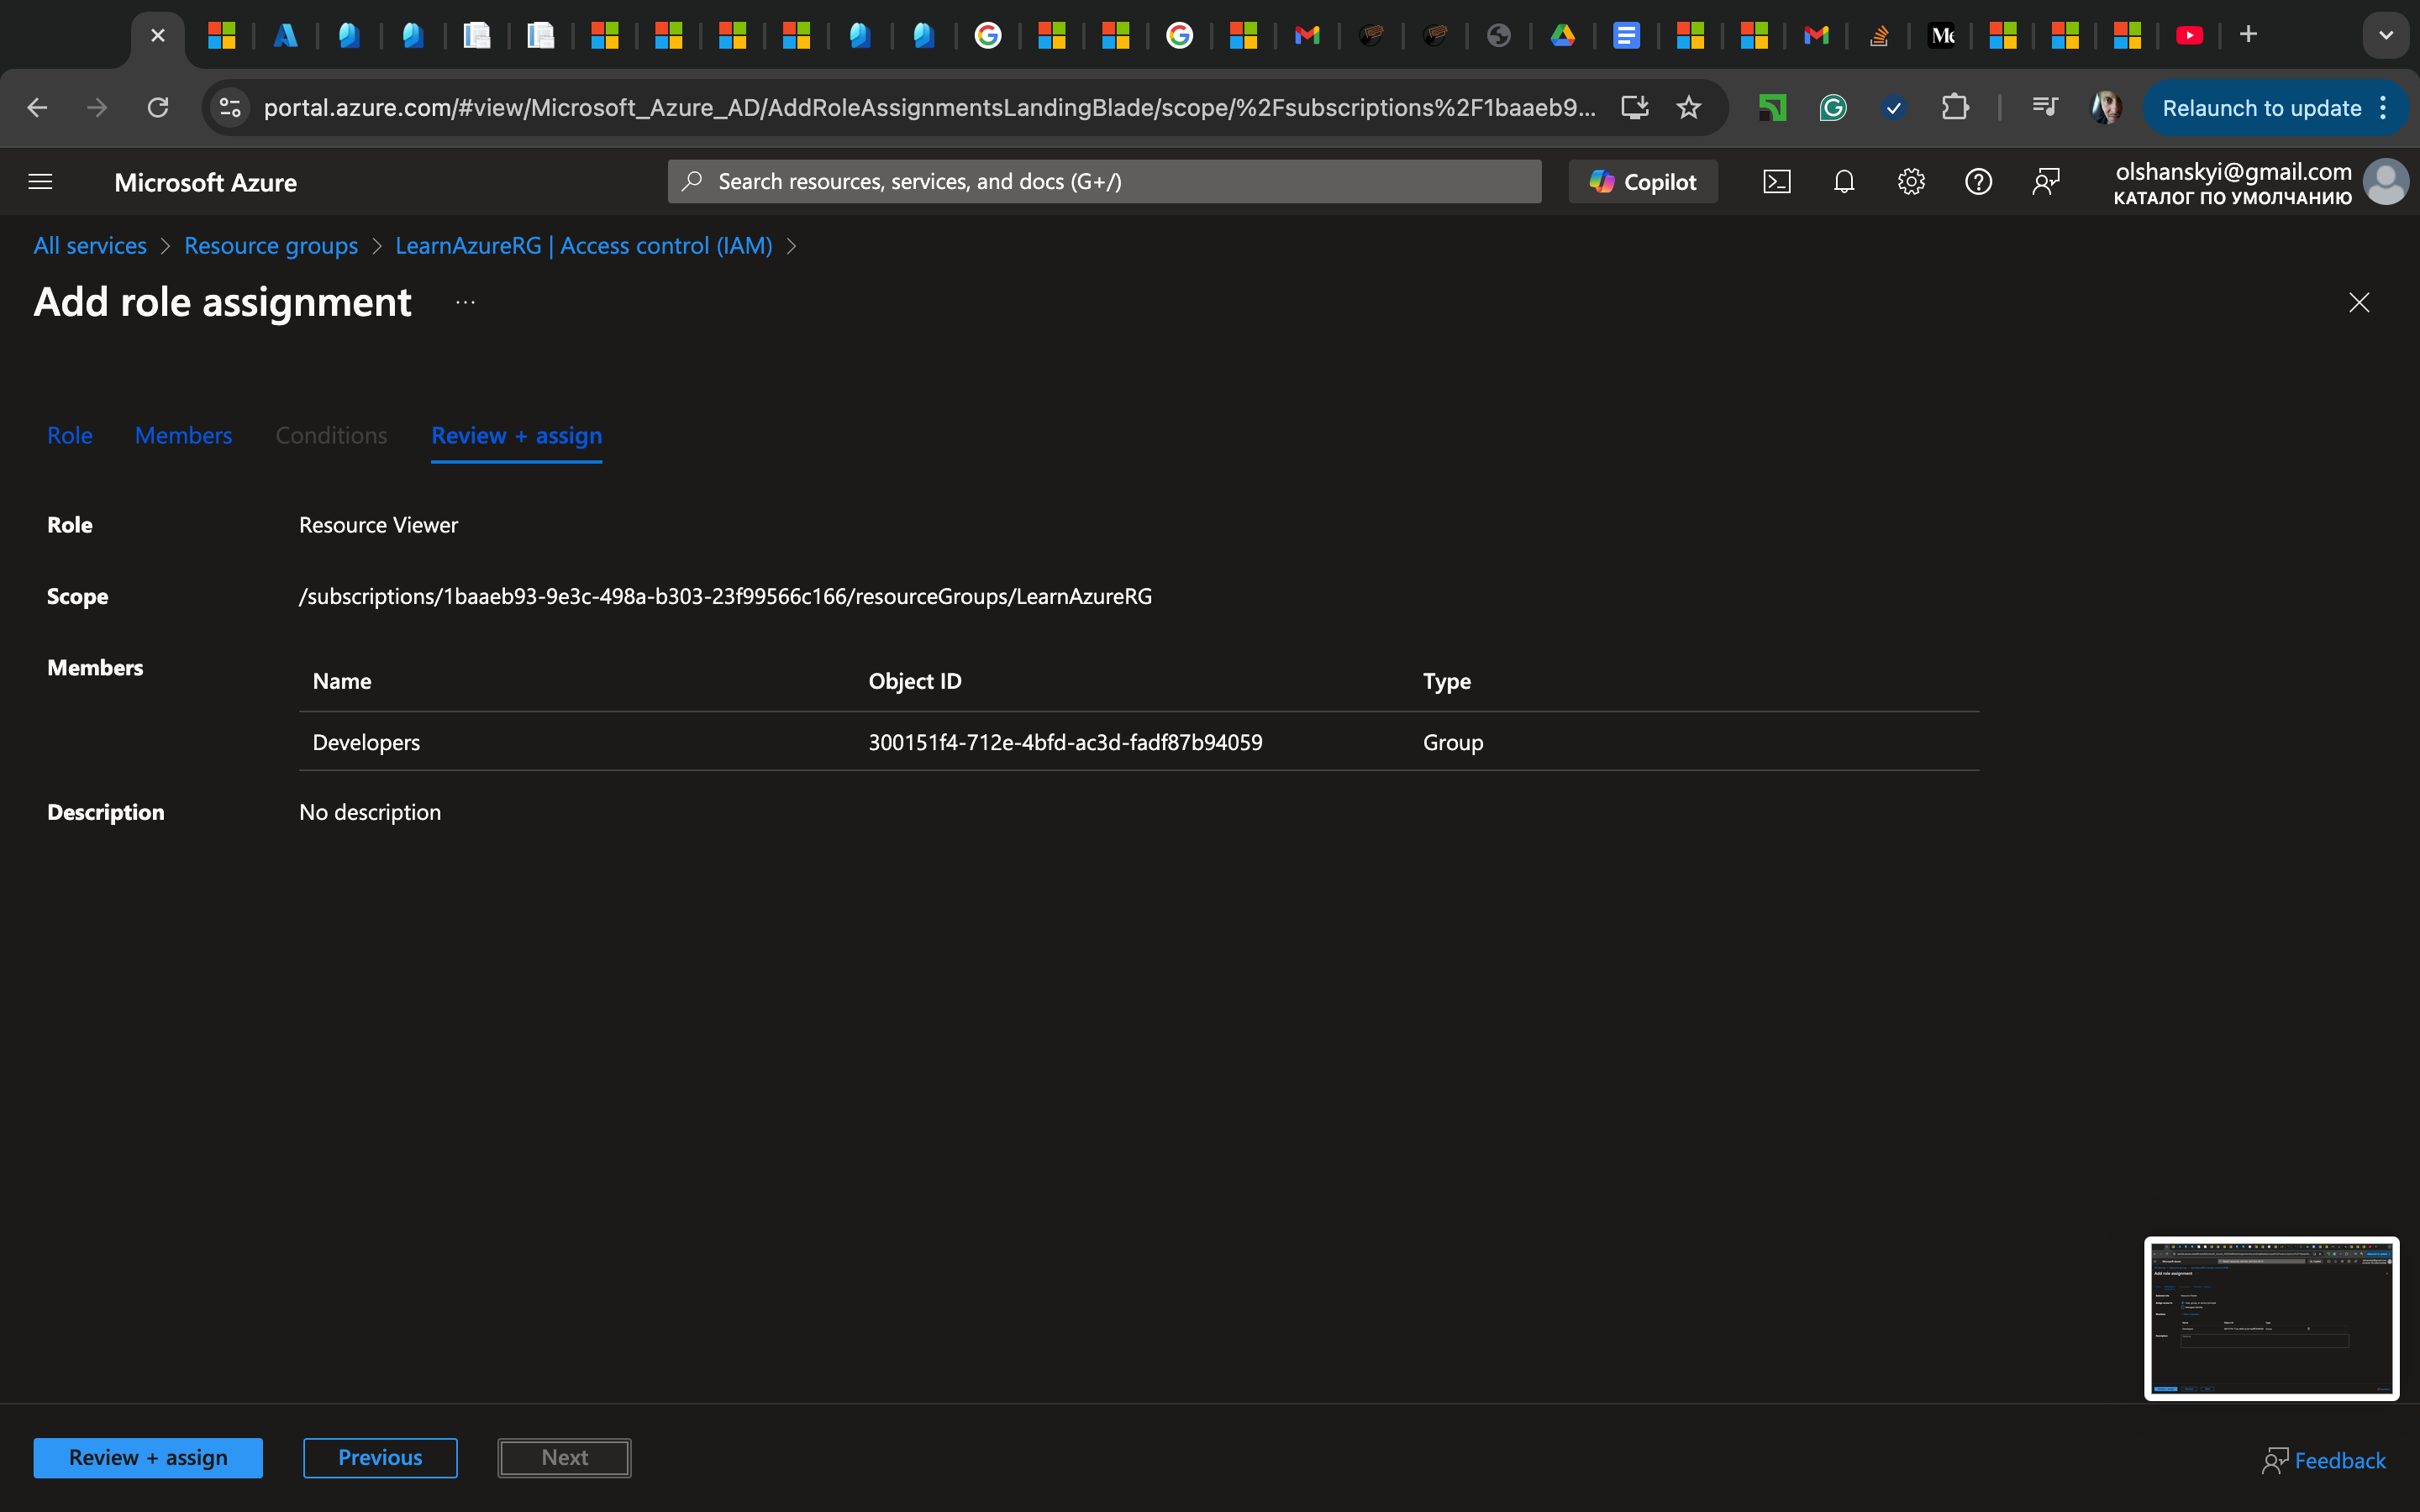 portal.azure.com/#view/Microsoft_Azure_AD/AddRoleAssignmentsLandingBlade/scope/%2Fsubscriptions%2F1baaeb9...
Relaunch to update
Microsoft Azure
Search resources, services, and docs (G+/)
Copilot
olshanskyi@gmail.com
КАТАЛОГ ПО УМОЛЧАНИЮ
All services > Resource groups > LearnAzureRG | Access control (IAM) >
Add role assignment ...
Role Members Conditions Review + assign
Role Resource Viewer
Scope /subscriptions/1baaeb93-9e3c-498a-b303-23f99566c166/resourceGroups/LearnAzureRG
Members
Name Object ID Type
Developers 300151f4-712e-4bfd-ac3d-fadf87b94059 Group
Description No description
Review + assign Previous Next
Feedback